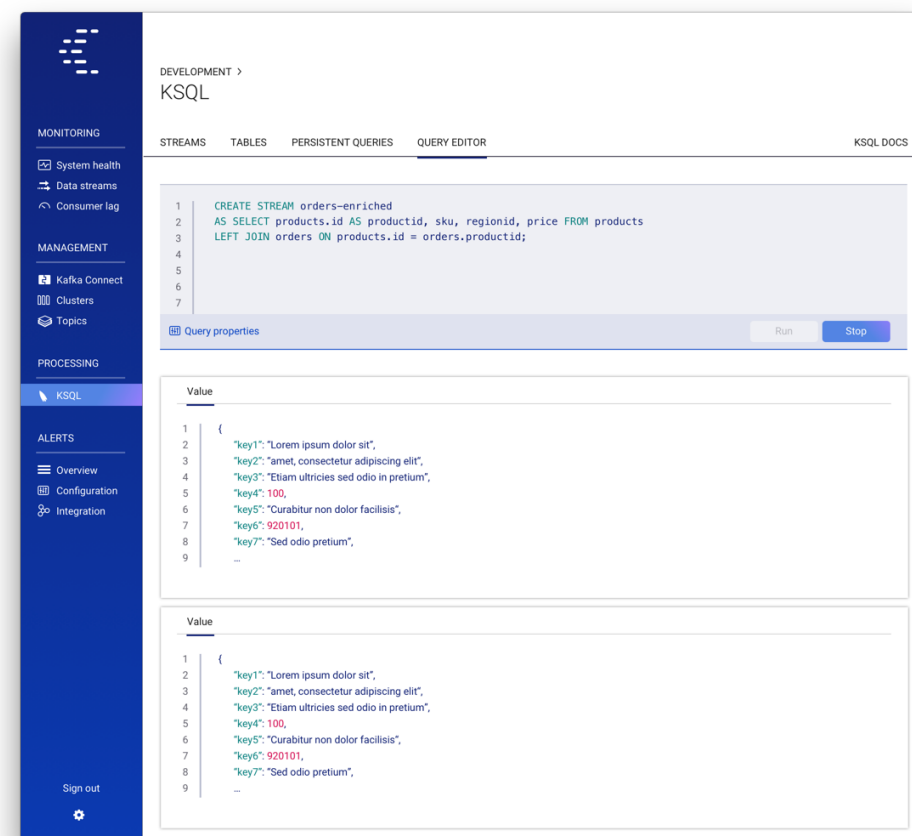 MONITORING
System health
Data streams
Consumer lag
MANAGEMENT
Kafka Connect
Clusters
Topics
PROCESSING
KSQL
ALERTS
Overview
Configuration
Integration
Sign out
DEVELOPMENT >
KSQL
STREAMS TABLES PERSISTENT QUERIES QUERY EDITOR KSQL DOCS
1 CREATE STREAM orders-enriched
2 AS SELECT products.id AS productid, sku, regionid, price FROM products
3 LEFT JOIN orders ON products.id = orders.productid;
4
5
6
7
Query properties Run Stop
Value
1 {
2 "key1": "Lorem ipsum dolor sit",
3 "key2": "amet, consectetur adipiscing elit",
4 "key3": "Etiam ultricies sed odio in pretium",
5 "key4": 100,
6 "key5": "Curabitur non dolor facilisis",
7 "key6": 920101,
8 "key7": "Sed odio pretium",
9 ...
Value
1 {
2 "key1": "Lorem ipsum dolor sit",
3 "key2": "amet, consectetur adipiscing elit",
4 "key3": "Etiam ultricies sed odio in pretium",
5 "key4": 100,
6 "key5": "Curabitur non dolor facilisis",
7 "key6": 920101,
8 "key7": "Sed odio pretium",
9 ...